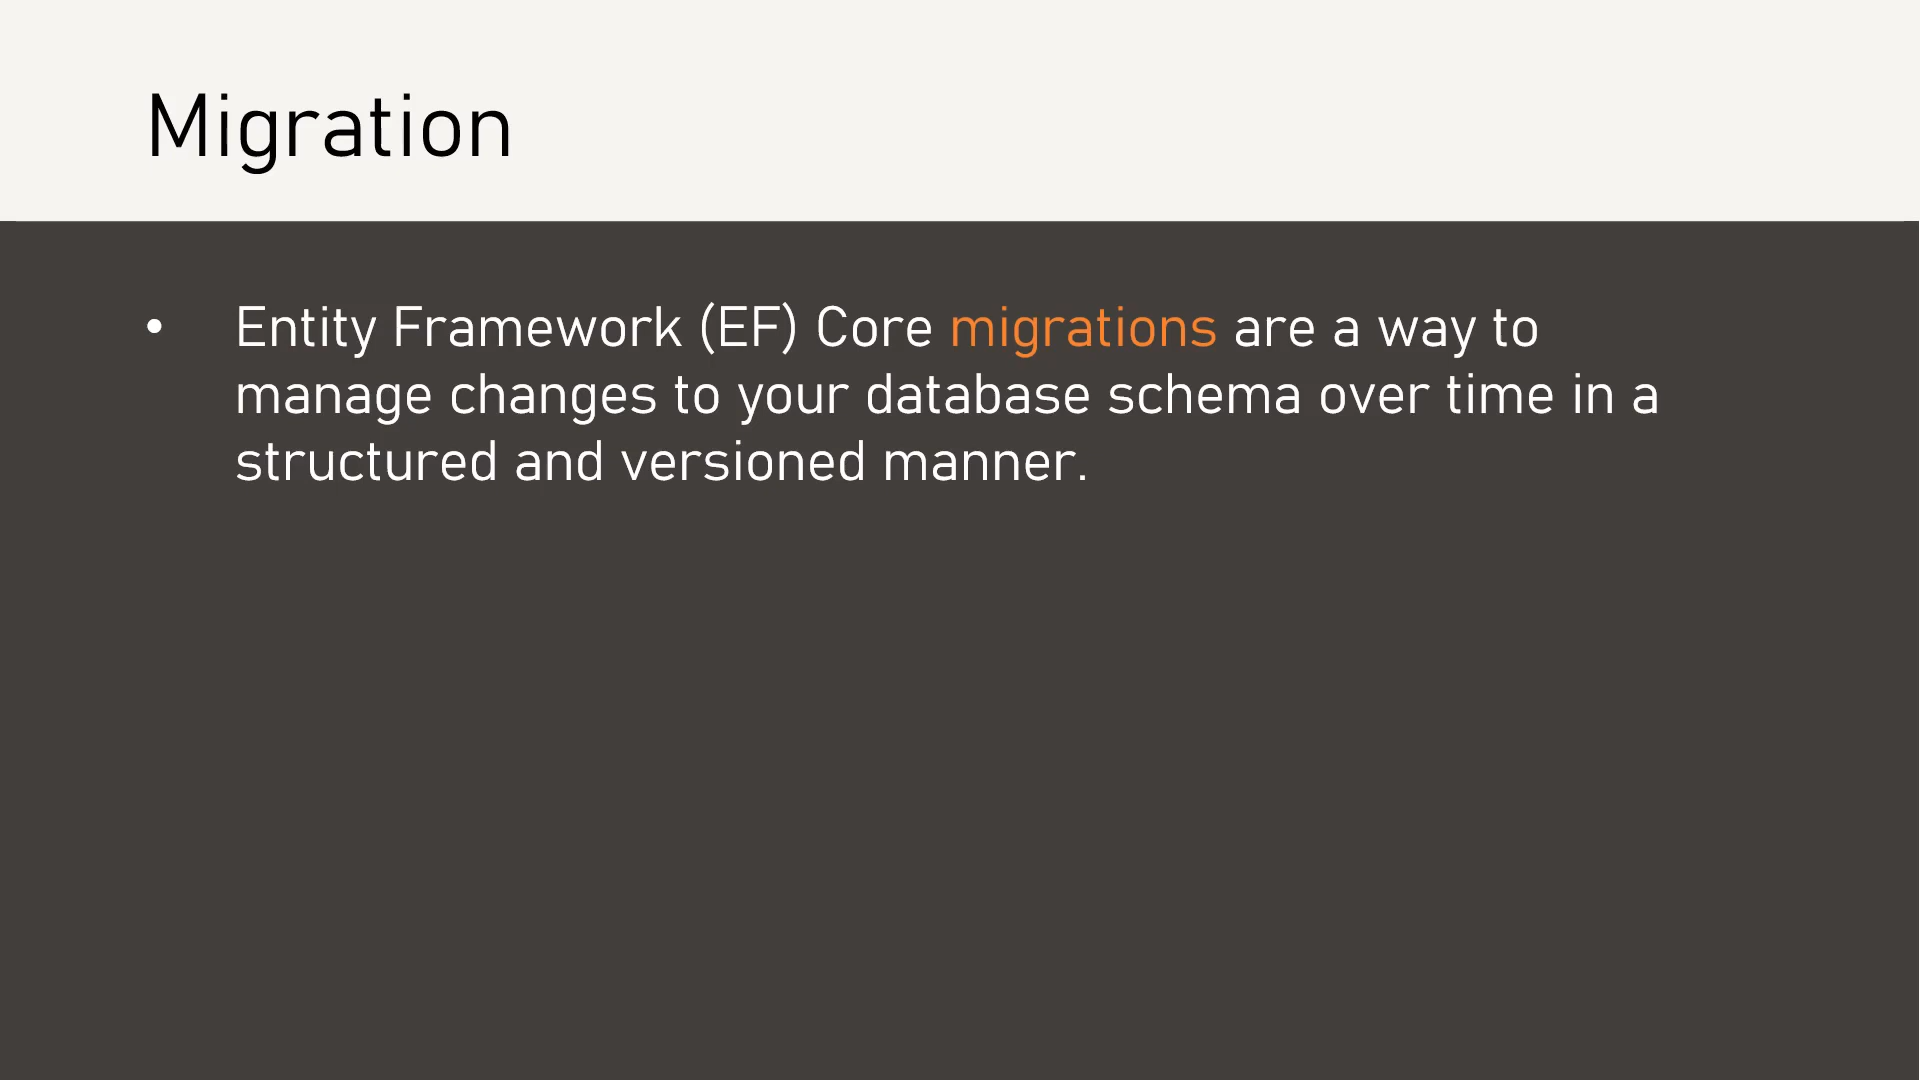 Migration
• Entity Framework (EF) Core migrations are a way to
manage changes to your database schema over time in a
structured and versioned manner.